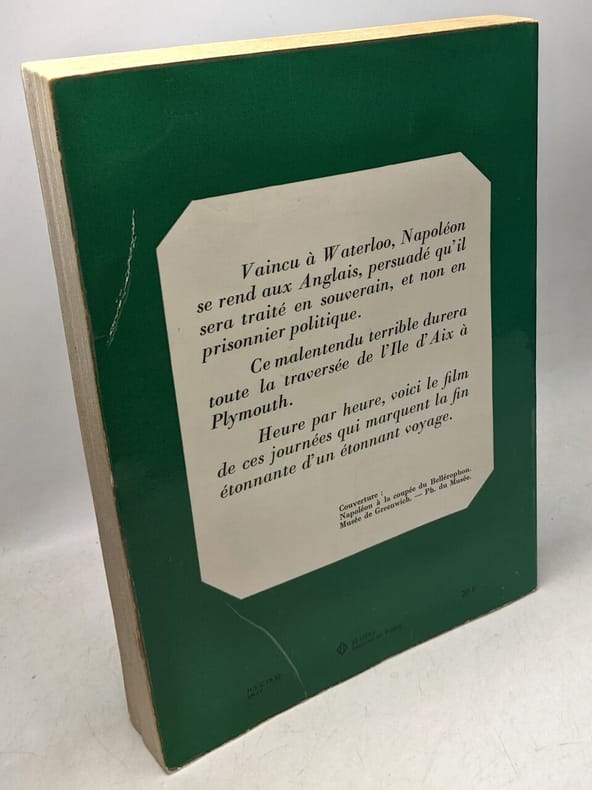 Vaincu à Waterloo, Napoléon
se rend aux Anglais, persuadé qu'il
sera traité en souverain, et non en
prisonnier politique.
Ce malentendu terrible durera
toute la traversée de l'Ile d'Aix à
Plymouth.
Heure par heure, voici le film
de ces journées qui marquent la fin
étonnante d'un étonnant voyage.
Couverture :
Napoléon à la coupée du Bellérophon.
Musée de Greenwich. — Ph. du Musée.